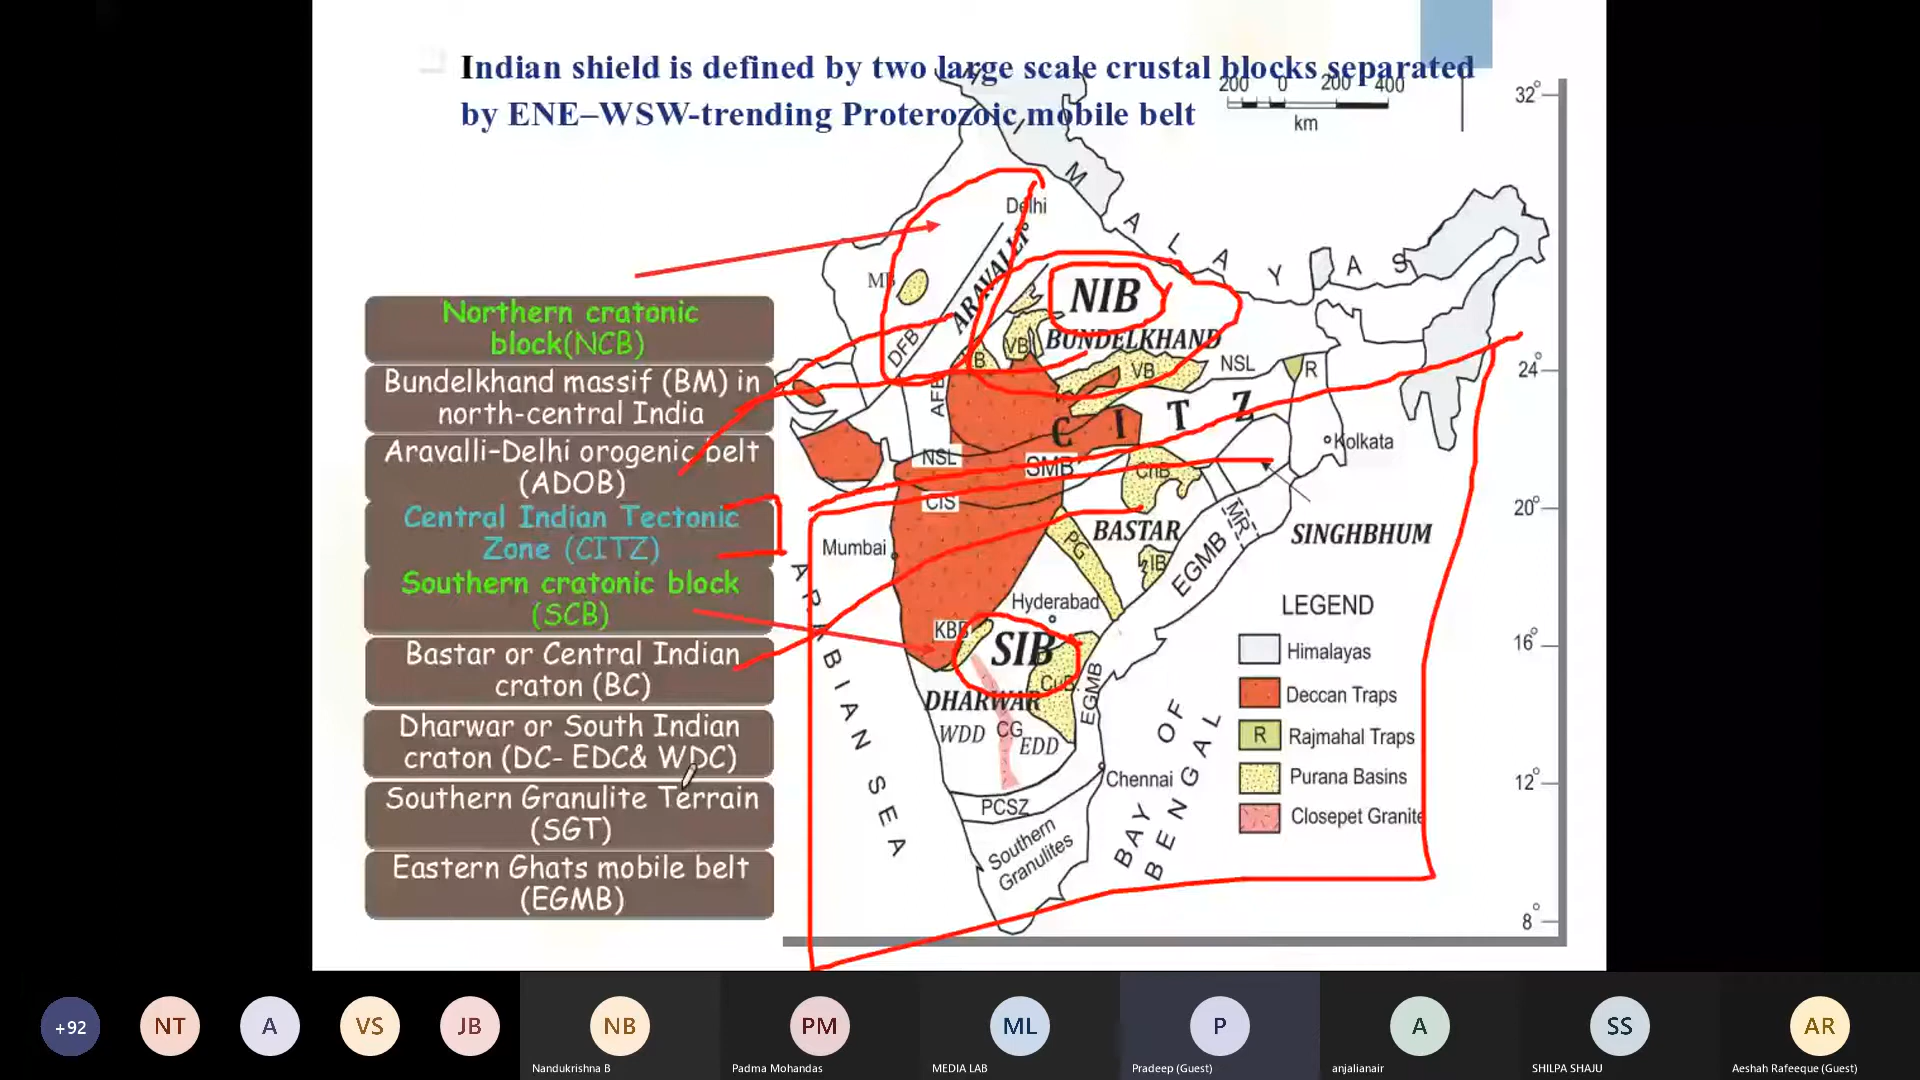 Indian shield is defined by two large scale crustal blocks separated
by ENE–WSW-trending Proterozoic mobile belt
Northern cratonic
block(NCB)
Bundelkhand massif (BM) in
north-central India
Aravalli–Delhi orogenic belt
(ADOB)
Central Indian Tectonic
Zone (CITZ)
Southern cratonic block
(SCB)
Bastar or Central Indian
craton (BC)
Dharwar or South Indian
craton (DC- EDC& WDC)
Southern Granulite Terrain
(SGT)
Eastern Ghats mobile belt
(EGMB)
200 0 200 400
km
32°
24°
20°
16°
12°
8°
M A L A Y A S
Delhi
ARAVALLI
DFB
NIB
BUNDELKHAND
VB
VB
NSL
R
C I T Z
Kolkata
NSL
SMB
CIS
Mumbai
BASTAR
MR
SINGHBHUM
PG
IB
EGMB
Hyderabad
SIB
DHARWAR
EGMB
WDD
CG
EDD
Chennai
PCSZ
Southern
Granulites
ARABIAN SEA
BAY OF
BENGAL
LEGEND
Himalayas
Deccan Traps
R Rajmahal Traps
Purana Basins
Closepet Granite
+92
NT
A
VS
JB
NB
PM
ML
P
A
SS
AR
Nandukrishna B
Padma Mohandas
MEDIA LAB
Pradeep (Guest)
anjalianair
SHILPA SHAJU
Aeshah Rafeeque (Guest)